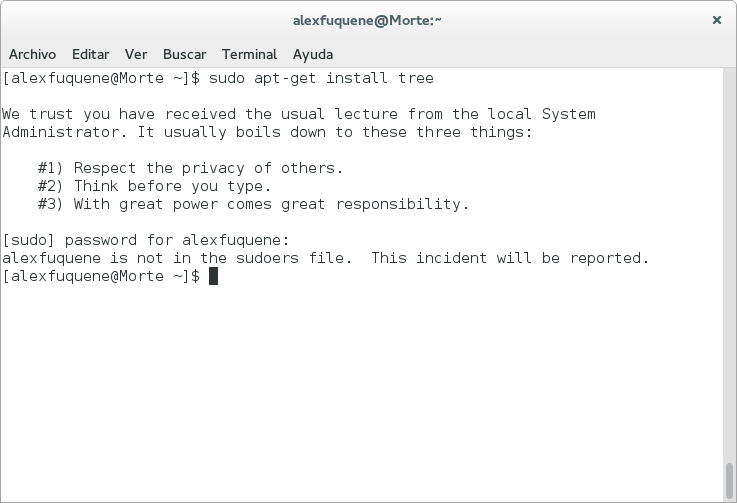 alexfuquene@Morte:~
Archivo Editar Ver Buscar Terminal Ayuda
[alexfuquene@Morte ~]$ sudo apt-get install tree
We trust you have received the usual lecture from the local System
Administrator. It usually boils down to these three things:
#1) Respect the privacy of others.
#2) Think before you type.
#3) With great power comes great responsibility.
[sudo] password for alexfuquene:
alexfuquene is not in the sudoers file.  This incident will be reported.
[alexfuquene@Morte ~]$